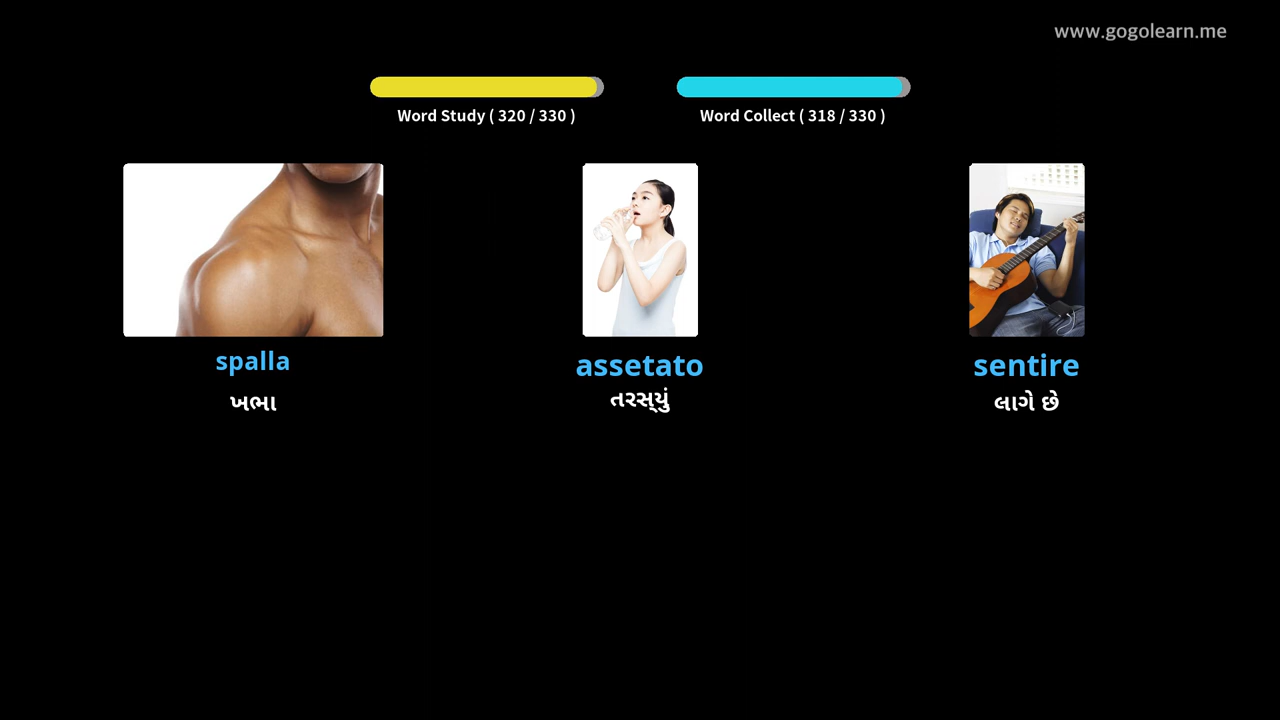 www.gogolearn.me
Word Study ( 320 / 330 )
Word Collect ( 318 / 330 )
spalla
assetato
sentire
ખભા
તરસ્યું
લાગે છે